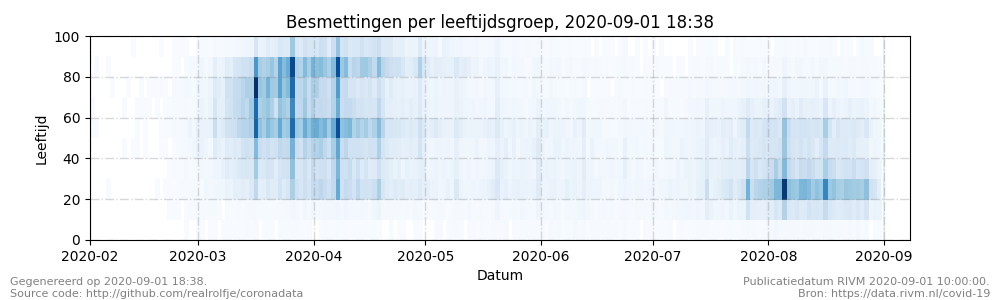 Besmettingen per leeftijdsgroep, 2020-09-01 18:38
100
80
60
40
20
0
Leeftijd
2020-02 2020-03 2020-04 2020-05 2020-06 2020-07 2020-08 2020-09
Datum
Gegenereerd op 2020-09-01 18:38.
Source code: http://github.com/realrolfje/coronadata
Publicatiedatum RIVM 2020-09-01 10:00:00.
Bron: https://data.rivm.nl/covid-19